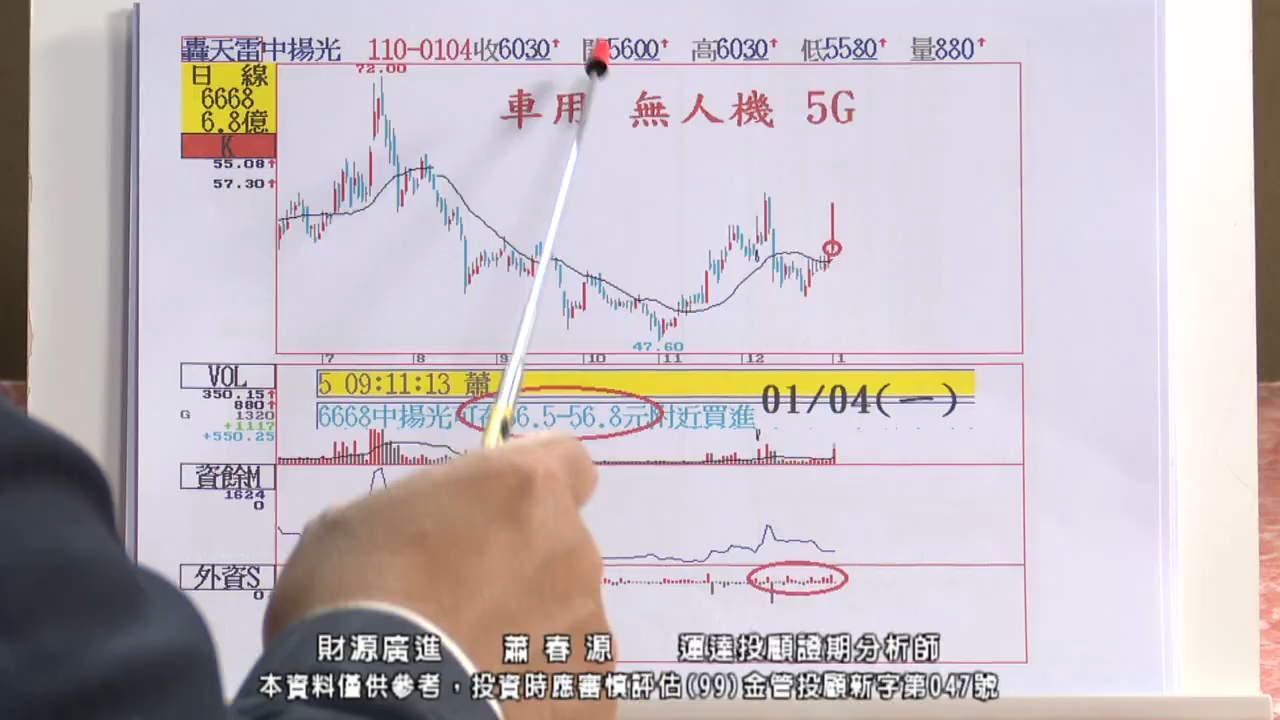 轟天雷中揚光 110-0104收6030↑ 5600↑ 高6030↑ 低5580↑ 量880↑
日 線
6668
6.8億
K
55.08↑
57.30↑
72.00
車用 無人機 5G
47.60
7 8 9 10 11 12 1
VOL
350.15↑
880↑
G 1320
+1117
+550.25
5 09:11:13 蕭
6668中揚光 6.5-56.8元附近買進
01/04(一)
資餘M
1624
0
外資S
0
財源廣進 蕭春源 運達投顧證期分析師
本資料僅供參考，投資時應審慎評估(99)金管投顧新字第047號